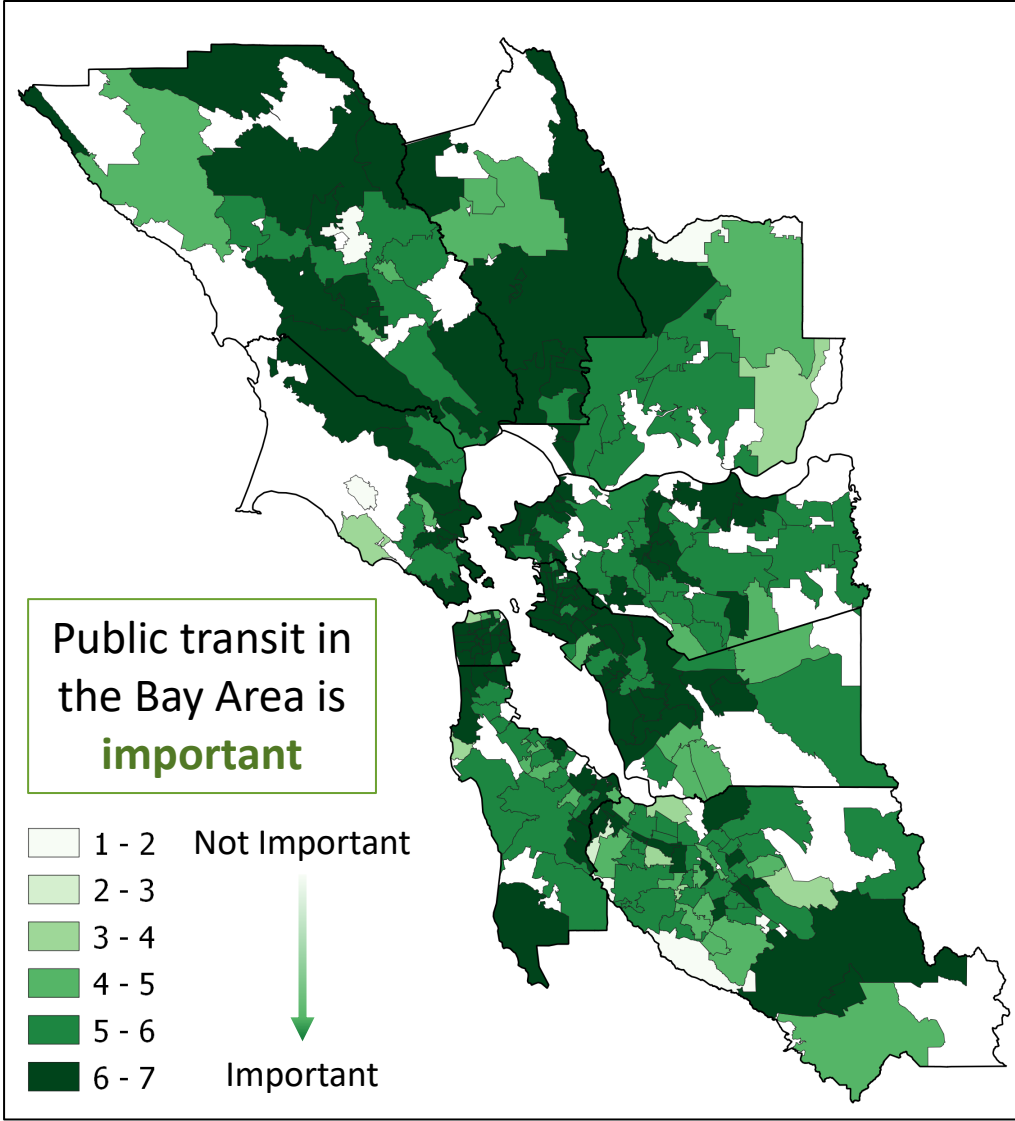 Public transit in
the Bay Area is
important
1 - 2 Not Important
2 - 3
3 - 4
4 - 5
5 - 6
6 - 7 Important